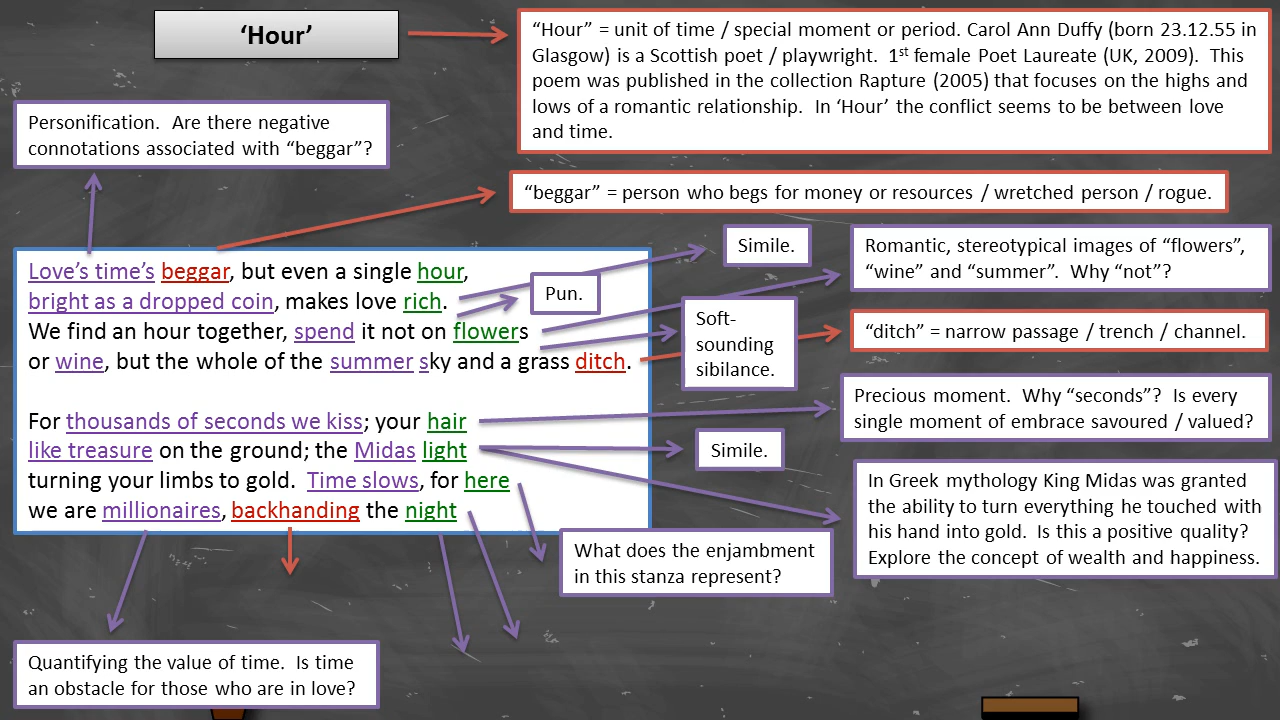 ‘Hour’
“Hour” = unit of time / special moment or period. Carol Ann Duffy (born 23.12.55 in
Glasgow) is a Scottish poet / playwright. 1st female Poet Laureate (UK, 2009). This
poem was published in the collection Rapture (2005) that focuses on the highs and
lows of a romantic relationship. In ‘Hour’ the conflict seems to be between love
and time.
Personification. Are there negative
connotations associated with “beggar”?
“beggar” = person who begs for money or resources / wretched person / rogue.
Love’s time’s beggar, but even a single hour,
bright as a dropped coin, makes love rich.
We find an hour together, spend it not on flowers
or wine, but the whole of the summer sky and a grass ditch.
For thousands of seconds we kiss; your hair
like treasure on the ground; the Midas light
turning your limbs to gold. Time slows, for here
we are millionaires, backhanding the night
Simile.
Pun.
Romantic, stereotypical images of “flowers”,
“wine” and “summer”. Why “not”?
Soft-
sounding
sibilance.
“ditch” = narrow passage / trench / channel.
Precious moment. Why “seconds”? Is every
single moment of embrace savoured / valued?
Simile.
In Greek mythology King Midas was granted
the ability to turn everything he touched with
his hand into gold. Is this a positive quality?
Explore the concept of wealth and happiness.
What does the enjambment
in this stanza represent?
Quantifying the value of time. Is time
an obstacle for those who are in love?